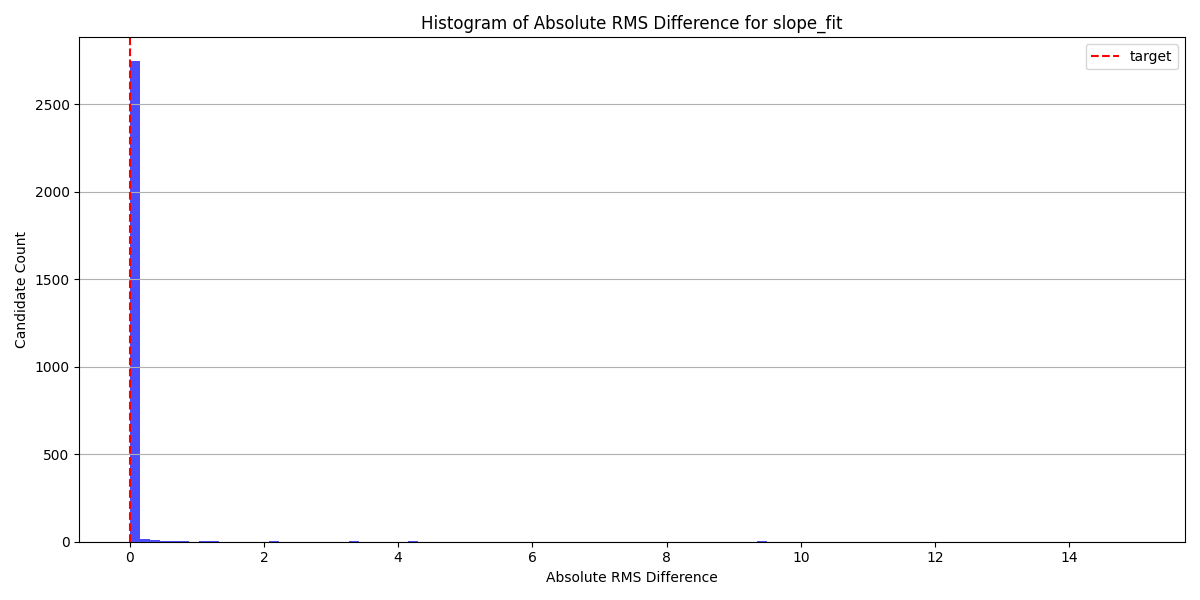 Histogram of Absolute RMS Difference for slope_fit
target
2500
2000
1500
1000
500
0
Candidate Count
0 2 4 6 8 10 12 14
Absolute RMS Difference